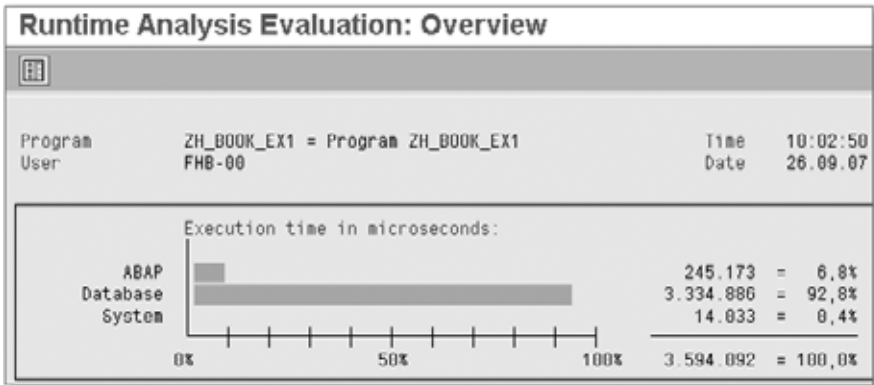 Runtime Analysis Evaluation: Overview
Program ZH_BOOK_EX1 = Program ZH_BOOK_EX1 Time 10:02:50
User FHB-00 Date 26.09.07
Execution time in microseconds:
ABAP 245.173 = 6,8%
Database 3.334.886 = 92,8%
System 14.033 = 0,4%
0% 50% 100% 3.594.092 = 100,0%